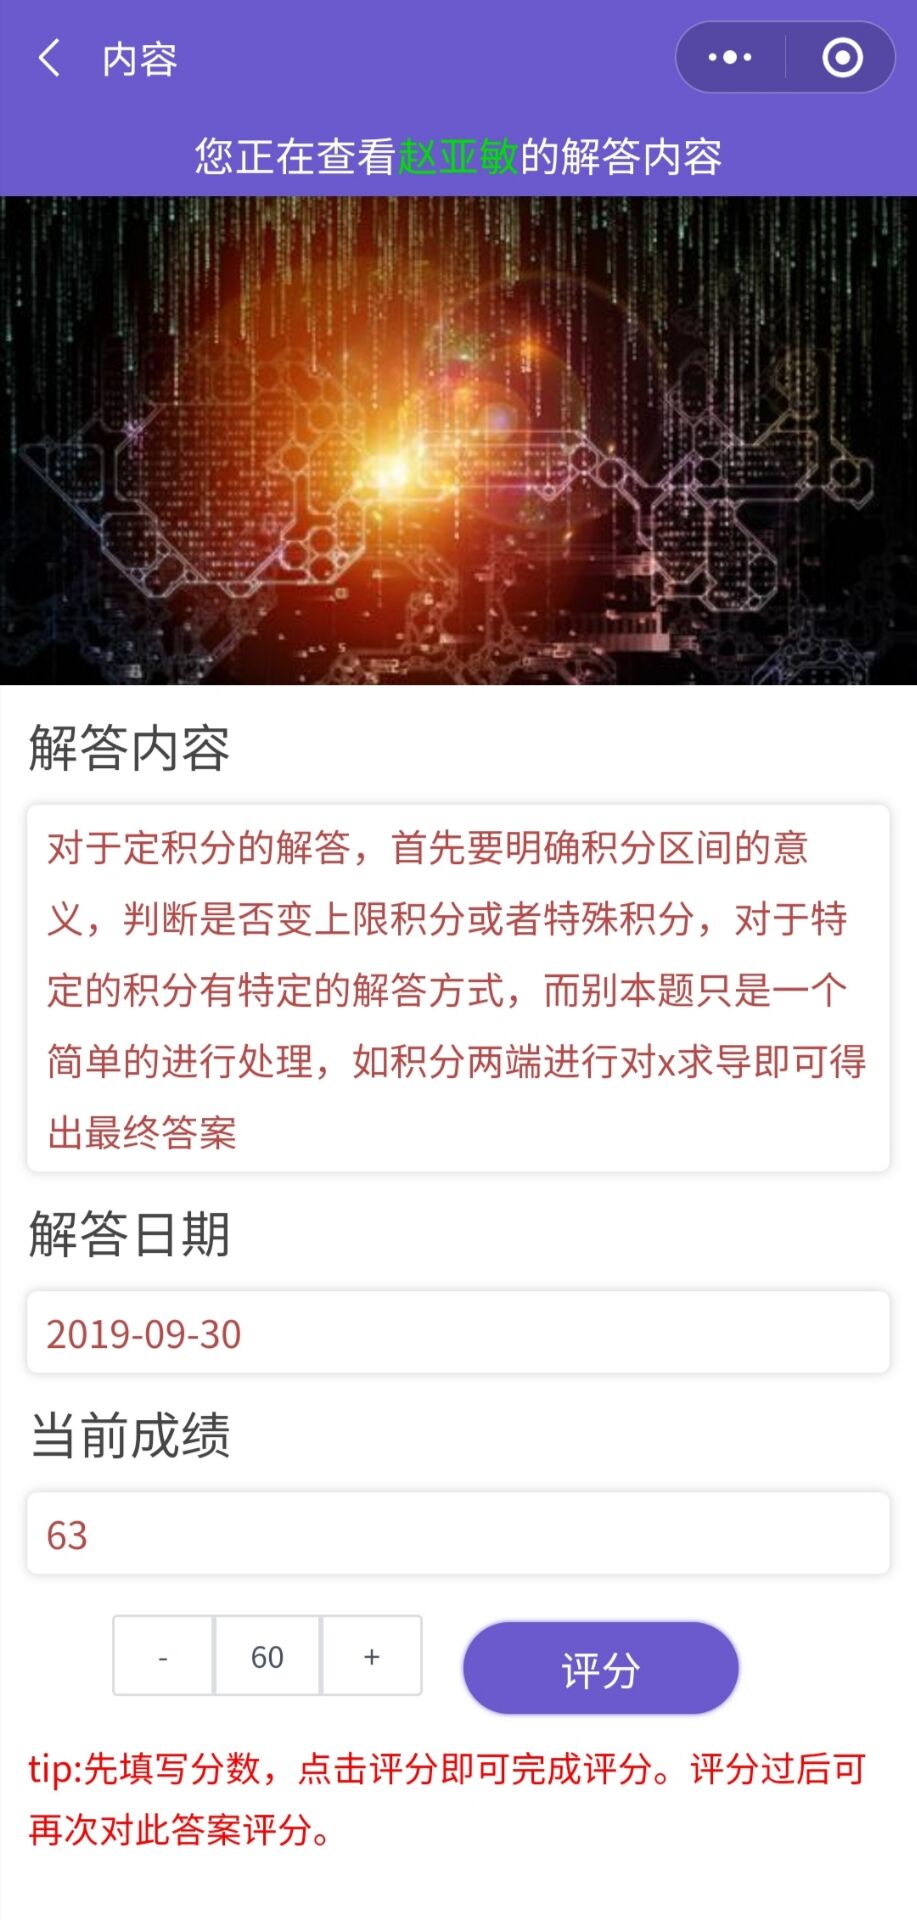 内容
您正在查看赵亚敏的解答内容
解答内容
对于定积分的解答，首先要明确积分区间的意
义，判断是否变上限积分或者特殊积分，对于特
定的积分有特定的解答方式，而别本题只是一个
简单的进行处理，如积分两端进行对x求导即可得
出最终答案
解答日期
2019-09-30
当前成绩
63
- 60 + 评分
tip:先填写分数，点击评分即可完成评分。评分过后可
再次对此答案评分。